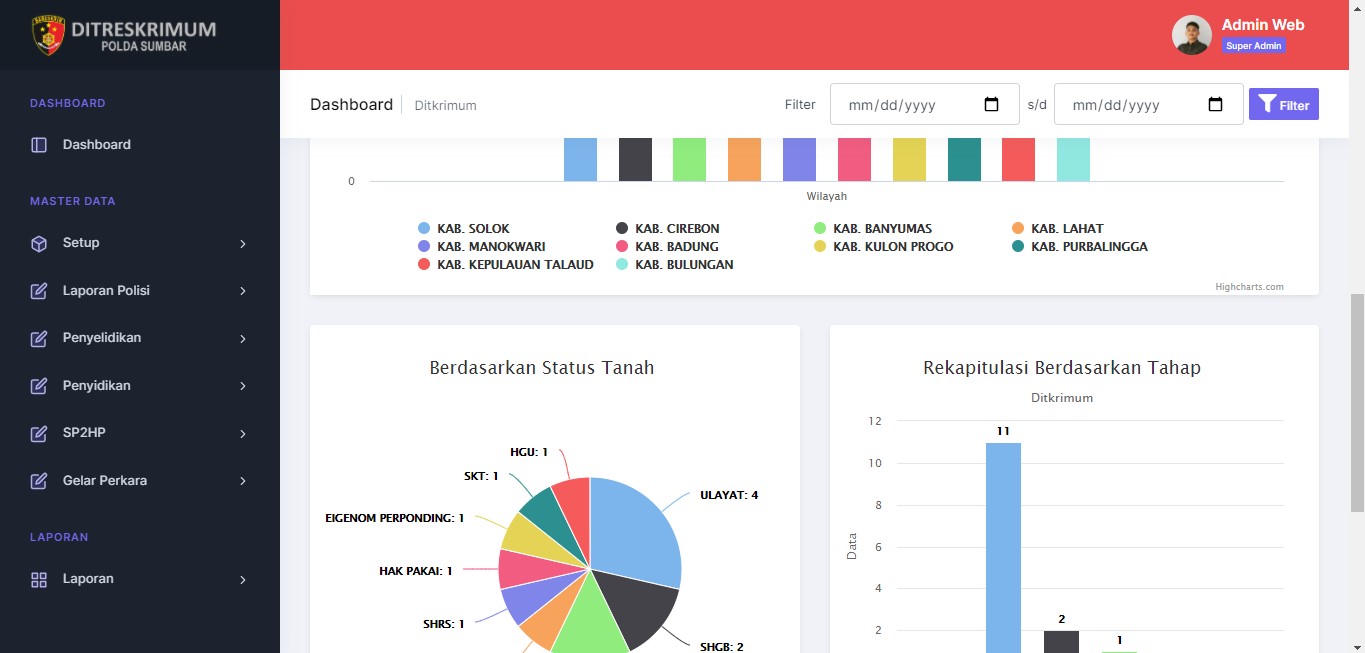 DITRESKRIMUM
POLDA SUMBAR
Admin Web
Super Admin
DASHBOARD
Dashboard
MASTER DATA
Setup
Laporan Polisi
Penyelidikan
Penyidikan
SP2HP
Gelar Perkara
LAPORAN
Laporan
Dashboard Ditkrimum
Filter mm/dd/yyyy s/d mm/dd/yyyy Filter
0
Wilayah
KAB. SOLOK KAB. CIREBON KAB. BANYUMAS KAB. LAHAT
KAB. MANOKWARI KAB. BADUNG KAB. KULON PROGO KAB. PURBALINGGA
KAB. KEPULAUAN TALAUD KAB. BULUNGAN
Highcharts.com
Berdasarkan Status Tanah
HGU: 1
SKT: 1
ULAYAT: 4
EIGENOM PERPONDING: 1
HAK PAKAI: 1
SHRS: 1
SHGB: 2
Rekapitulasi Berdasarkan Tahap
Ditkrimum
12
11
10
8
6
Data
4
2
2
1